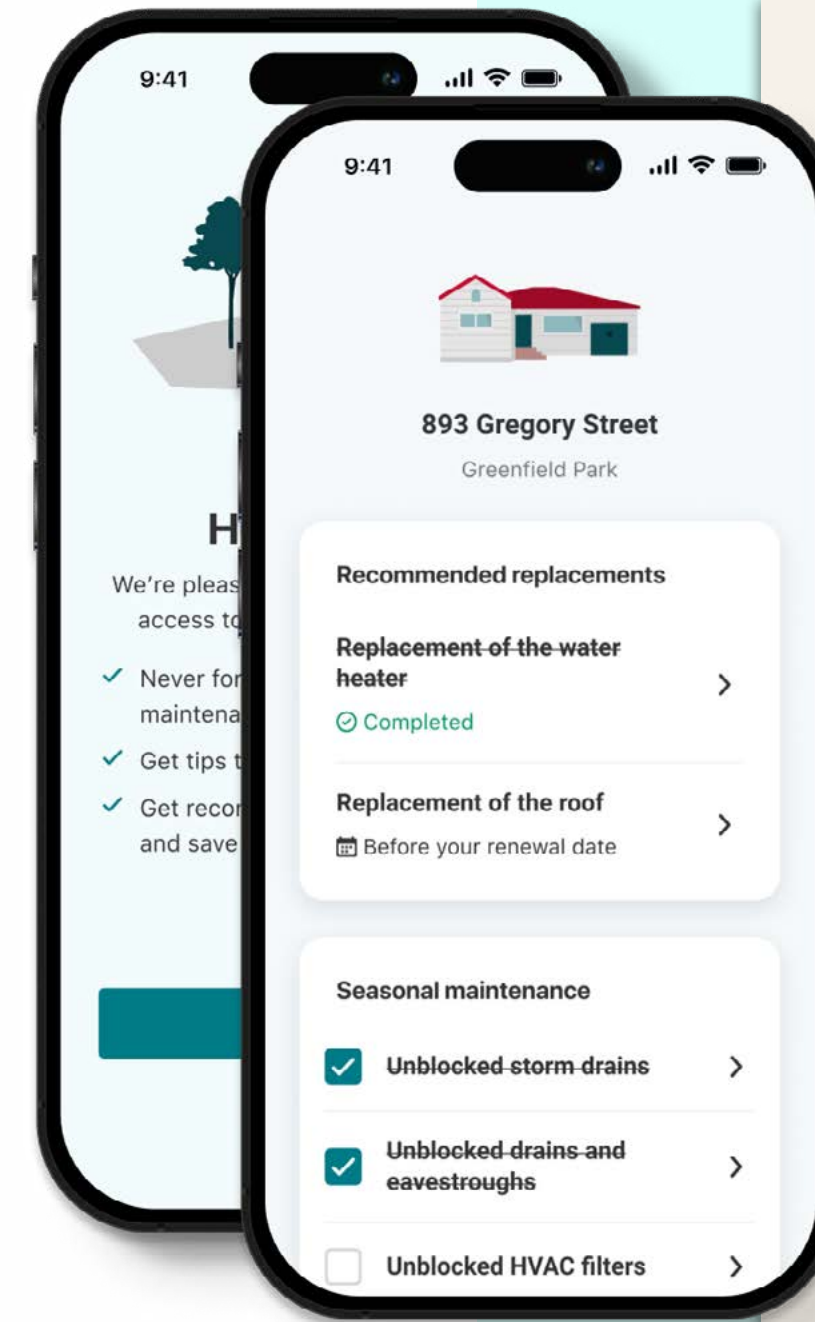 9:41
H
We're pleas
access to
Never for
maintena
Get tips t
Get recor
and save
9:41
893 Gregory Street
Greenfield Park
Recommended replacements
Replacement of the water
heater
Completed
Replacement of the roof
Before your renewal date
Seasonal maintenance
Unblocked storm drains
Unblocked drains and
eavestroughs
Unblocked HVAC filters